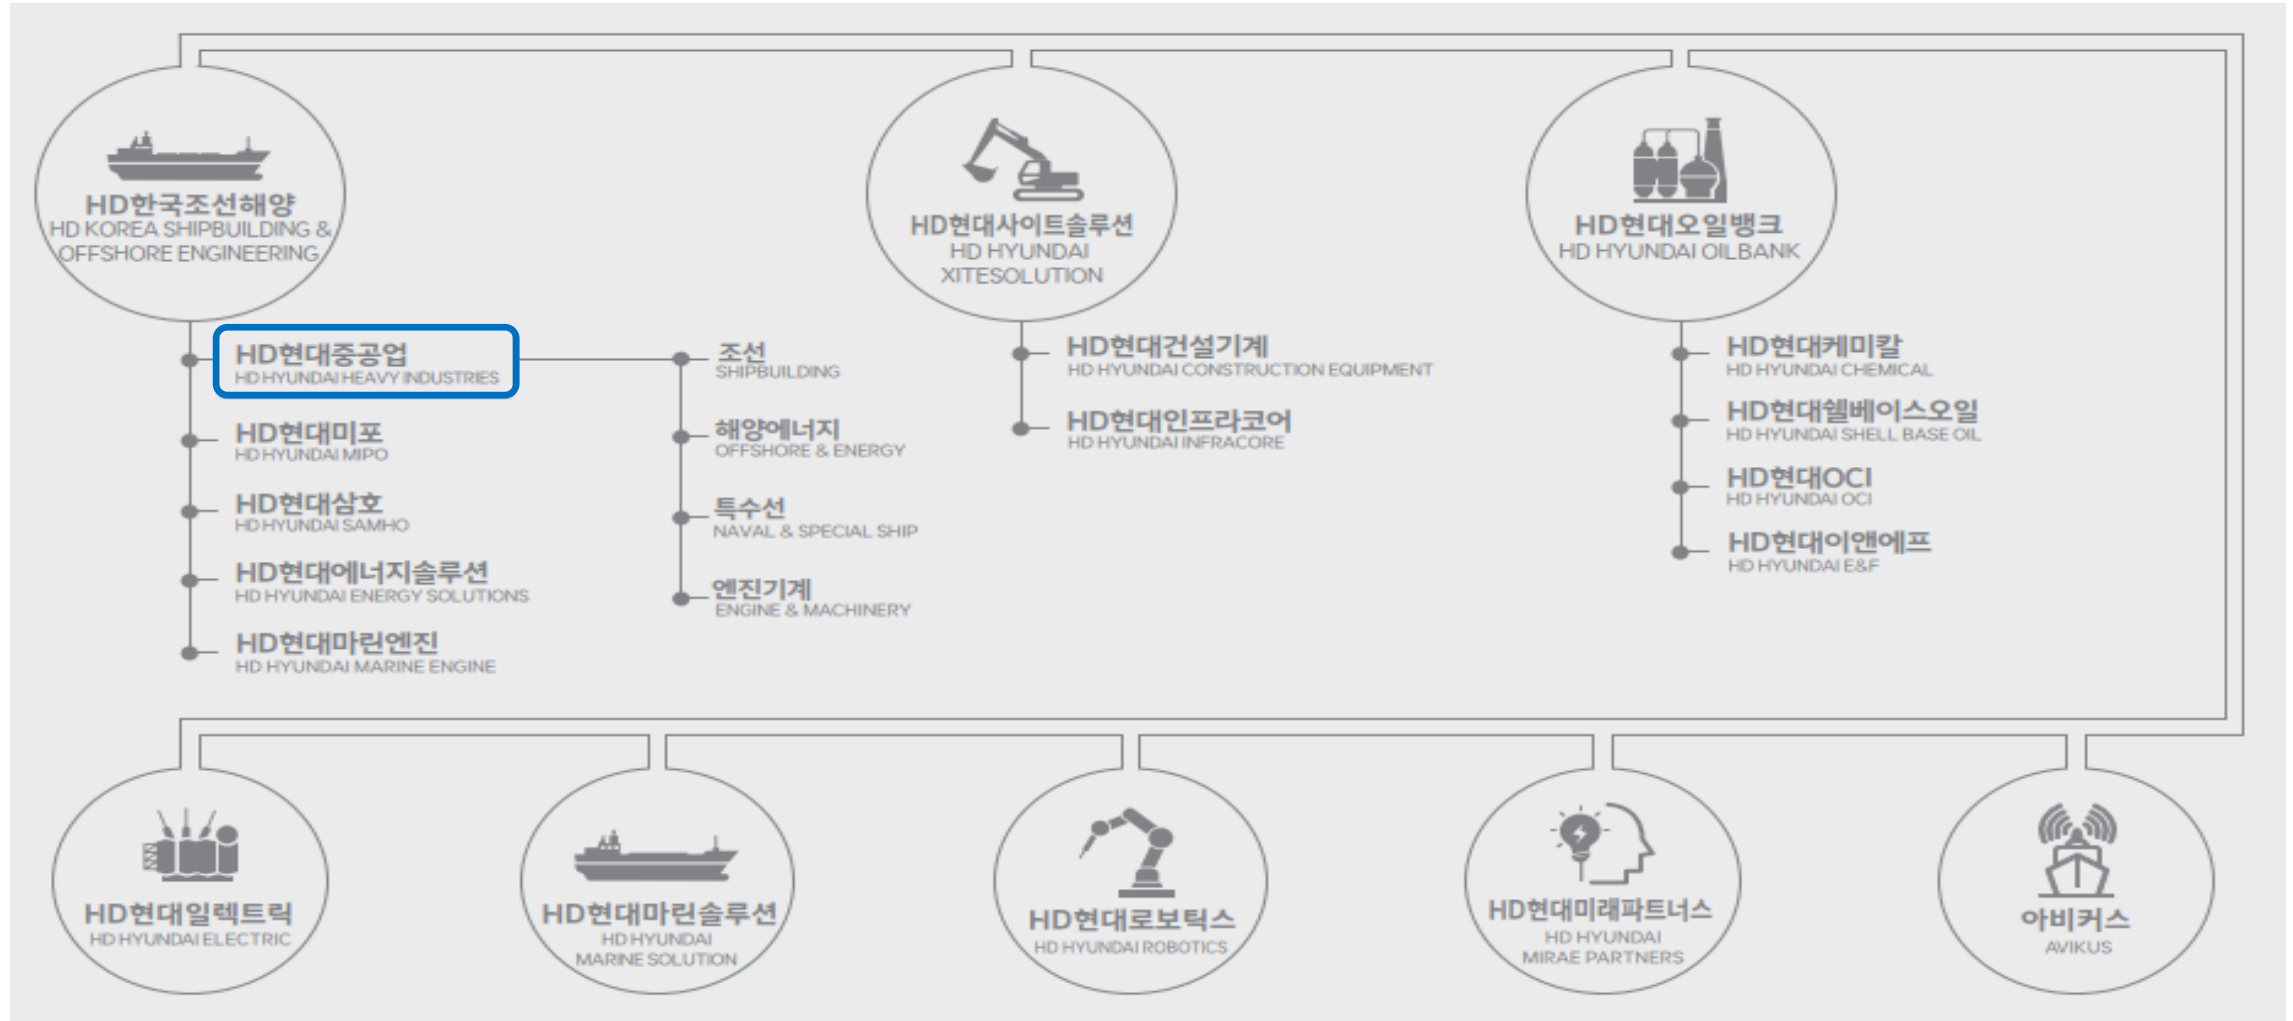 HD한국조선해양
HD KOREA SHIPBUILDING &
OFFSHORE ENGINEERING
HD현대사이트솔루션
HD HYUNDAI
XITESOLUTION
HD현대오일뱅크
HD HYUNDAI OILBANK
HD현대중공업
HD HYUNDAI HEAVY INDUSTRIES
HD현대미포
HD HYUNDAI MIPO
HD현대삼호
HD HYUNDAI SAMHO
HD현대에너지솔루션
HD HYUNDAI ENERGY SOLUTIONS
HD현대마린엔진
HD HYUNDAI MARINE ENGINE
조선
SHIPBUILDING
해양에너지
OFFSHORE & ENERGY
특수선
NAVAL & SPECIAL SHIP
엔진기계
ENGINE & MACHINERY
HD현대건설기계
HD HYUNDAI CONSTRUCTION EQUIPMENT
HD현대인프라코어
HD HYUNDAI INFRACORE
HD현대케미칼
HD HYUNDAI CHEMICAL
HD현대쉘베이스오일
HD HYUNDAI SHELL BASE OIL
HD현대OCI
HD HYUNDAI OCI
HD현대이앤에프
HD HYUNDAI E&F
HD현대일렉트릭
HD HYUNDAI ELECTRIC
HD현대마린솔루션
HD HYUNDAI
MARINE SOLUTION
HD현대로보틱스
HD HYUNDAI ROBOTICS
HD현대미래파트너스
HD HYUNDAI
MIRAE PARTNERS
아비커스
AVIKUS